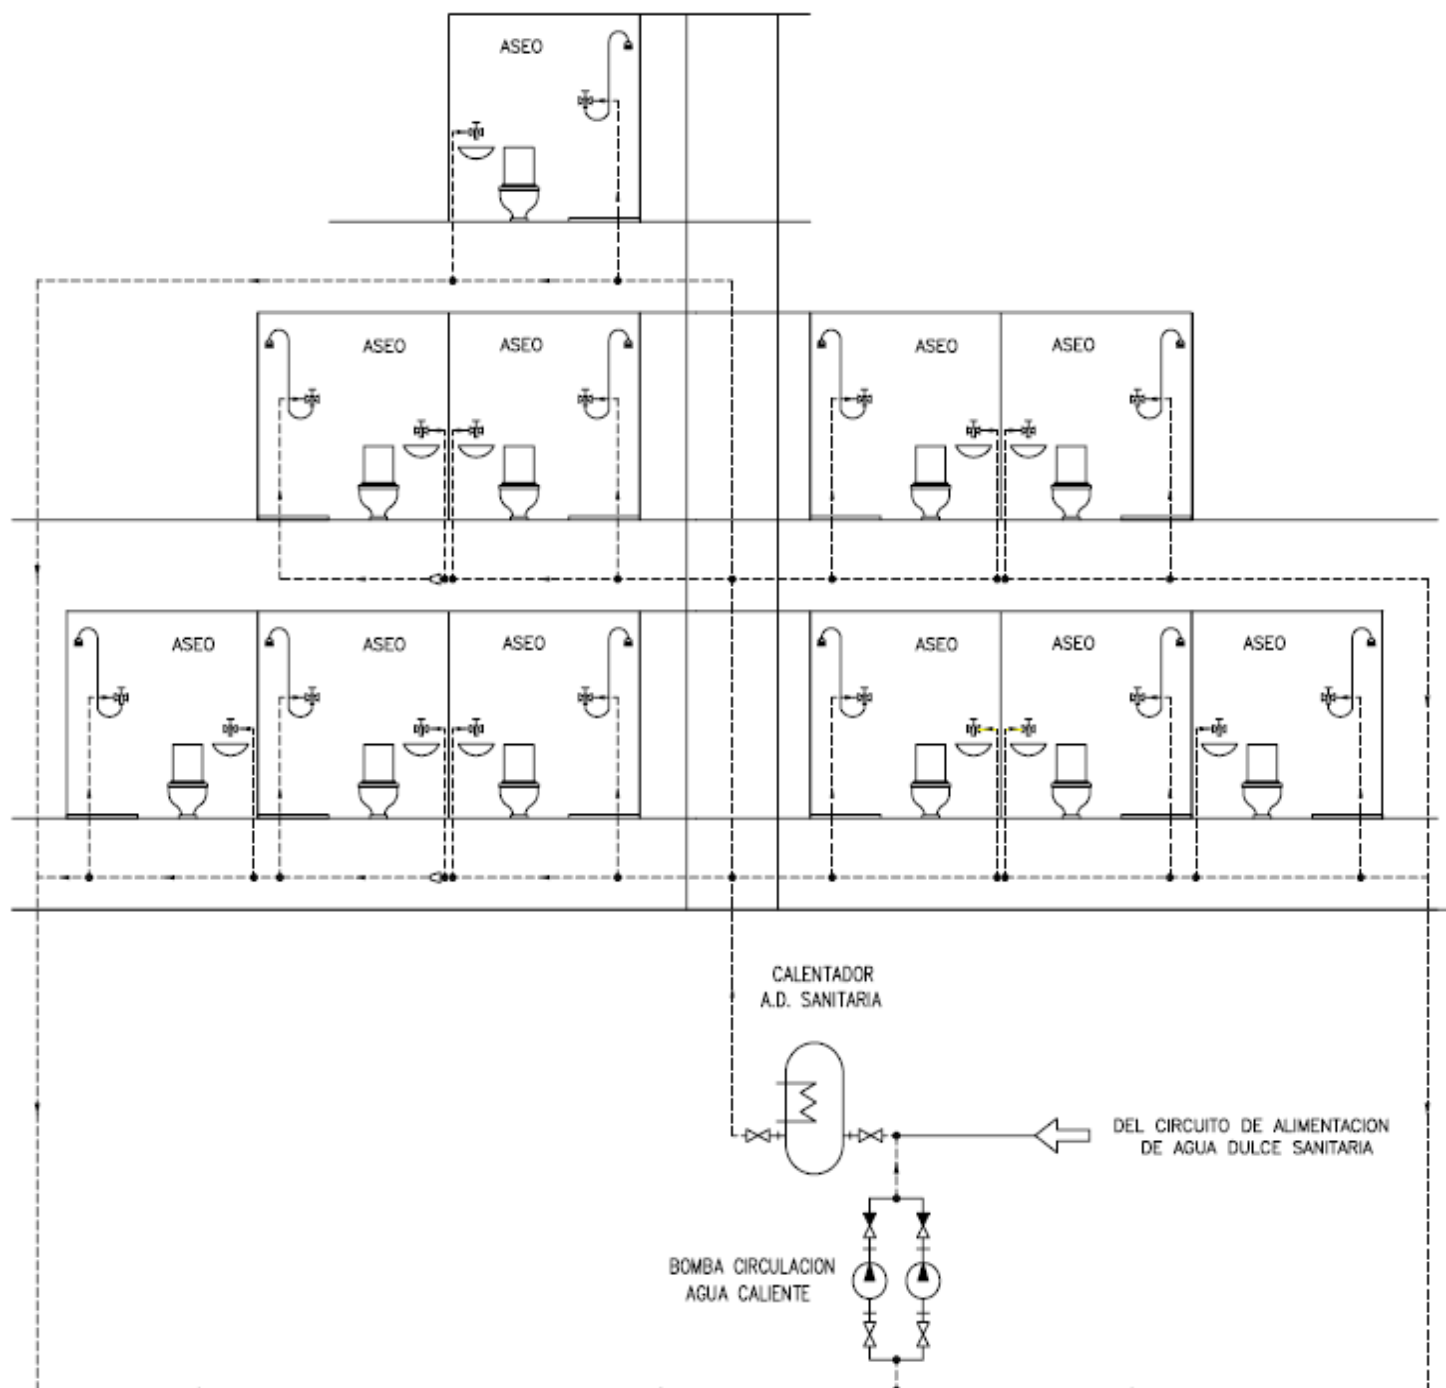 ASEO
ASEO
ASEO
ASEO
ASEO
ASEO
ASEO
ASEO
ASEO
ASEO
ASEO
CALENTADOR
A.D. SANITARIA
DEL CIRCUITO DE ALIMENTACION
DE AGUA DULCE SANITARIA
BOMBA CIRCULACION
AGUA CALIENTE